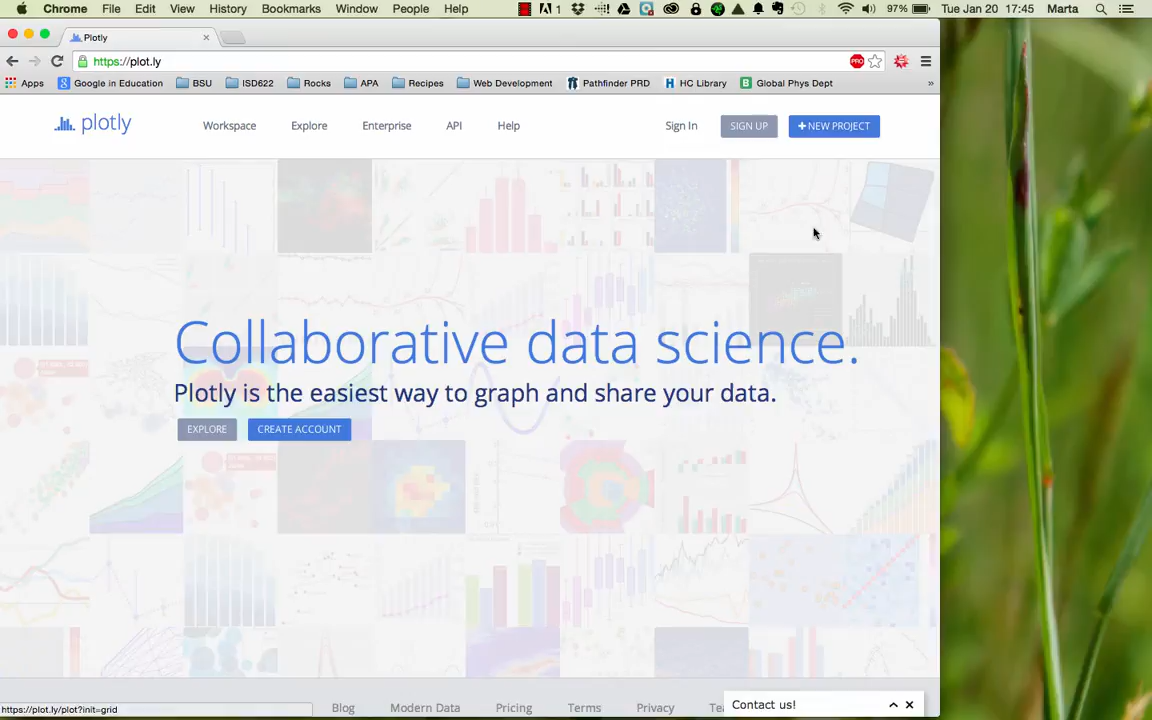 Chrome File Edit View History Bookmarks Window People Help 1 97% Tue Jan 20 17:45 Marta
Plotly
https://plot.ly
PRO
Apps Google in Education BSU ISD622 Rocks APA Recipes Web Development Pathfinder PRD HC Library Global Phys Dept »
plotly Workspace Explore Enterprise API Help Sign In SIGN UP +NEW PROJECT
Collaborative data science.
Plotly is the easiest way to graph and share your data.
EXPLORE CREATE ACCOUNT
Contact us!
https://plot.ly/plot?init=grid Blog Modern Data Pricing Terms Privacy